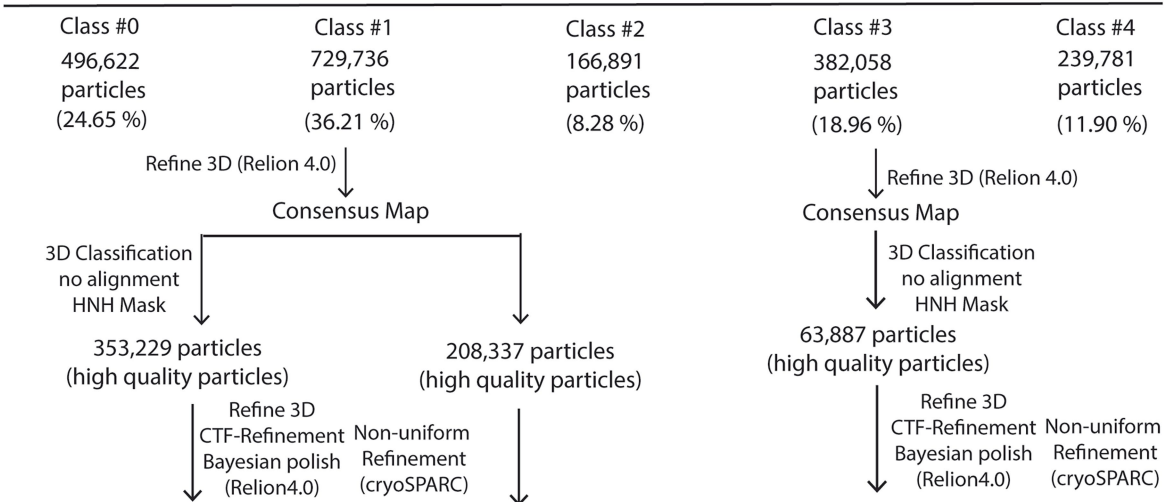 Class #0
496,622
particles
(24.65 %)
Class #1
729,736
particles
(36.21 %)
Class #2
166,891
particles
(8.28 %)
Class #3
382,058
particles
(18.96 %)
Class #4
239,781
particles
(11.90 %)
Refine 3D (Relion 4.0)
Consensus Map
3D Classification
no alignment
HNH Mask
353,229 particles
(high quality particles)
208,337 particles
(high quality particles)
Refine 3D
CTF-Refinement
Bayesian polish
(Relion4.0)
Non-uniform
Refinement
(cryoSPARC)
Refine 3D (Relion 4.0)
Consensus Map
3D Classification
no alignment
HNH Mask
63,887 particles
(high quality particles)
Refine 3D
CTF-Refinement
Bayesian polish
(Relion4.0)
Non-uniform
Refinement
(cryoSPARC)